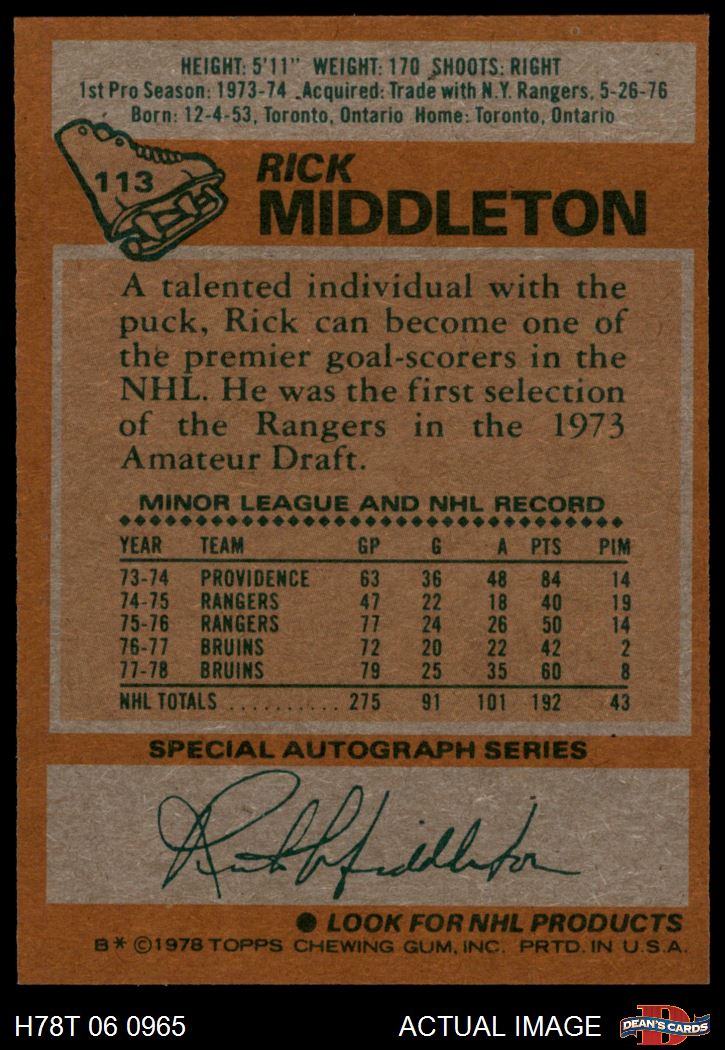 HEIGHT: 5'11" WEIGHT: 170 SHOOTS: RIGHT
1st Pro Season: 1973-74 Acquired: Trade with N.Y. Rangers, 5-26-76
Born: 12-4-53, Toronto, Ontario Home: Toronto, Ontario
113
RICK
MIDDLETON
A talented individual with the
puck, Rick can become one of
the premier goal-scorers in the
NHL. He was the first selection
of the Rangers in the 1973
Amateur Draft.
MINOR LEAGUE AND NHL RECORD
YEAR TEAM GP G A PTS PIM
73-74 PROVIDENCE 63 36 48 84 14
74-75 RANGERS 47 22 18 40 19
75-76 RANGERS 77 24 26 50 14
76-77 BRUINS 72 20 22 42 2
77-78 BRUINS 79 25 35 60 8
NHL TOTALS .......... 275 91 101 192 43
SPECIAL AUTOGRAPH SERIES
Rick Middleton
● LOOK FOR NHL PRODUCTS
B* ©1978 TOPPS CHEWING GUM, INC. PRTD. IN U.S.A.
H78T 06 0965 ACTUAL IMAGE DEAN'S CARDS